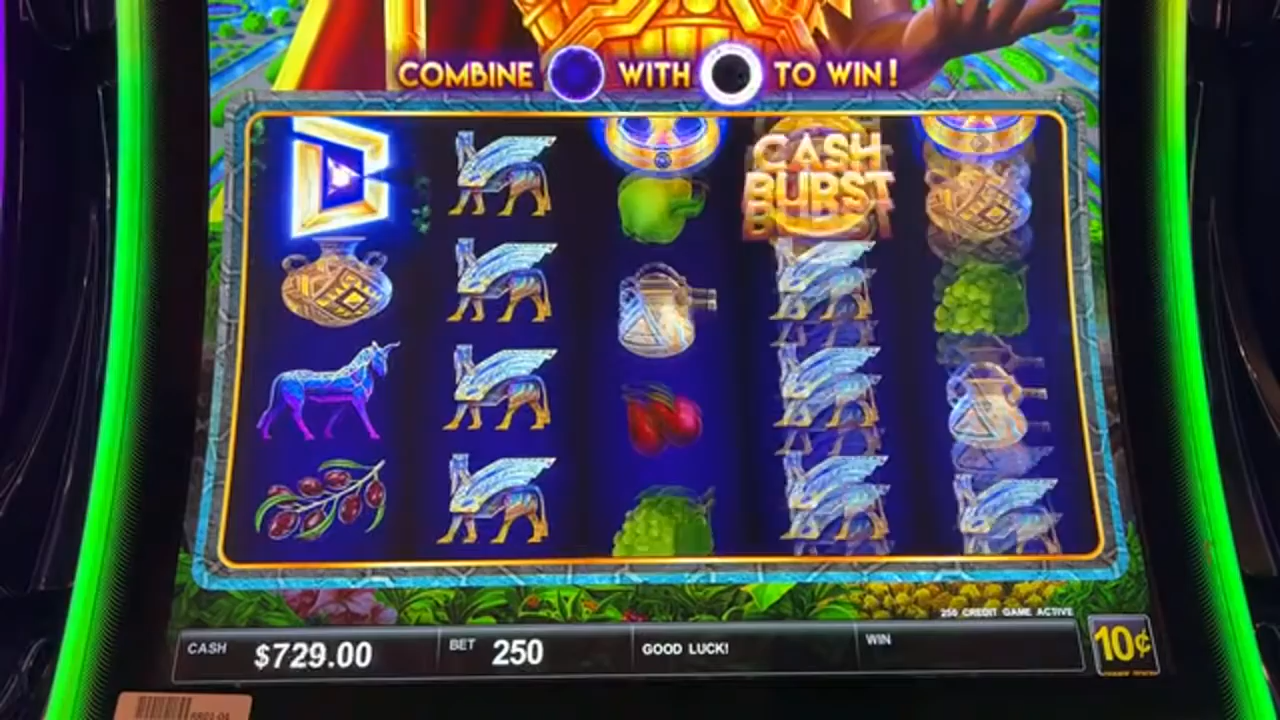 COMBINE WITH TO WIN!
CASH
BURST
250 CREDIT GAME ACTIVE
CASH $729.00 BET 250 GOOD LUCK! WIN 10¢